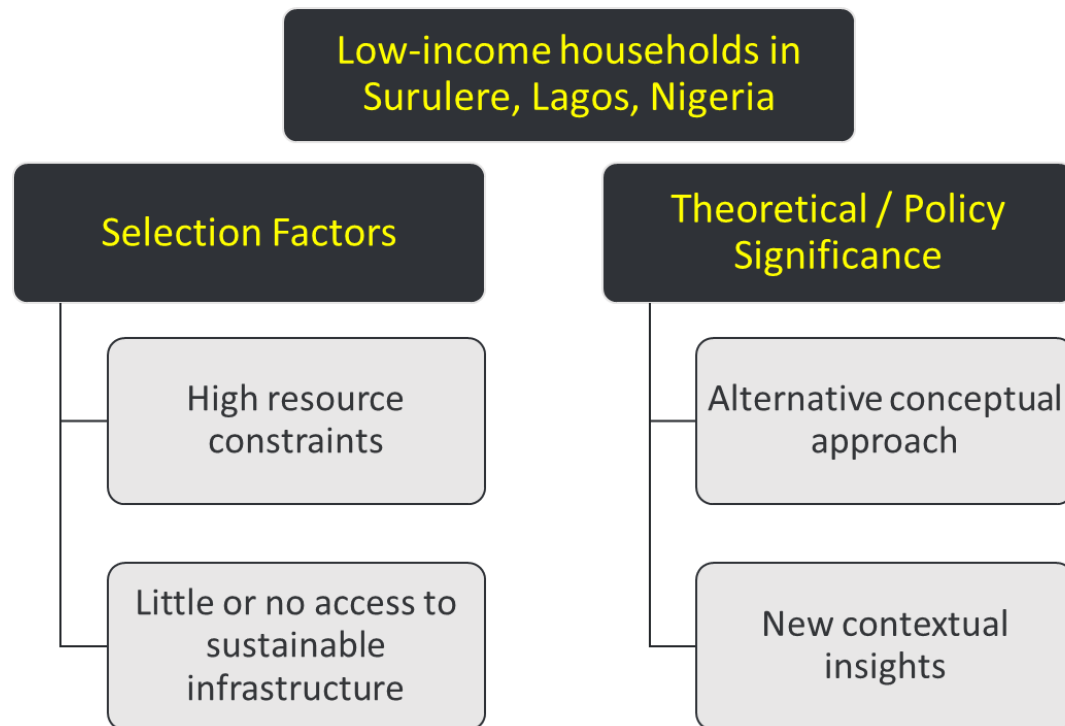 Low-income households in
Surulere, Lagos, Nigeria
Selection Factors
High resource
constraints
Little or no access to
sustainable
infrastructure
Theoretical / Policy
Significance
Alternative conceptual
approach
New contextual
insights